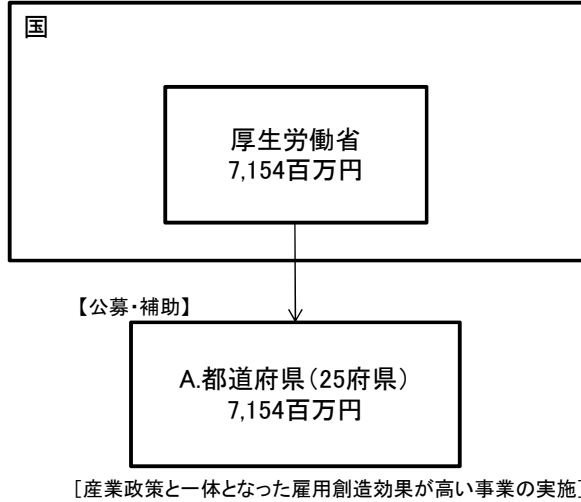 国
厚生労働省
7,154百万円
【公募・補助】
A.都道府県（25府県）
7,154百万円
[産業政策と一体となった雇用創造効果が高い事業の実施]